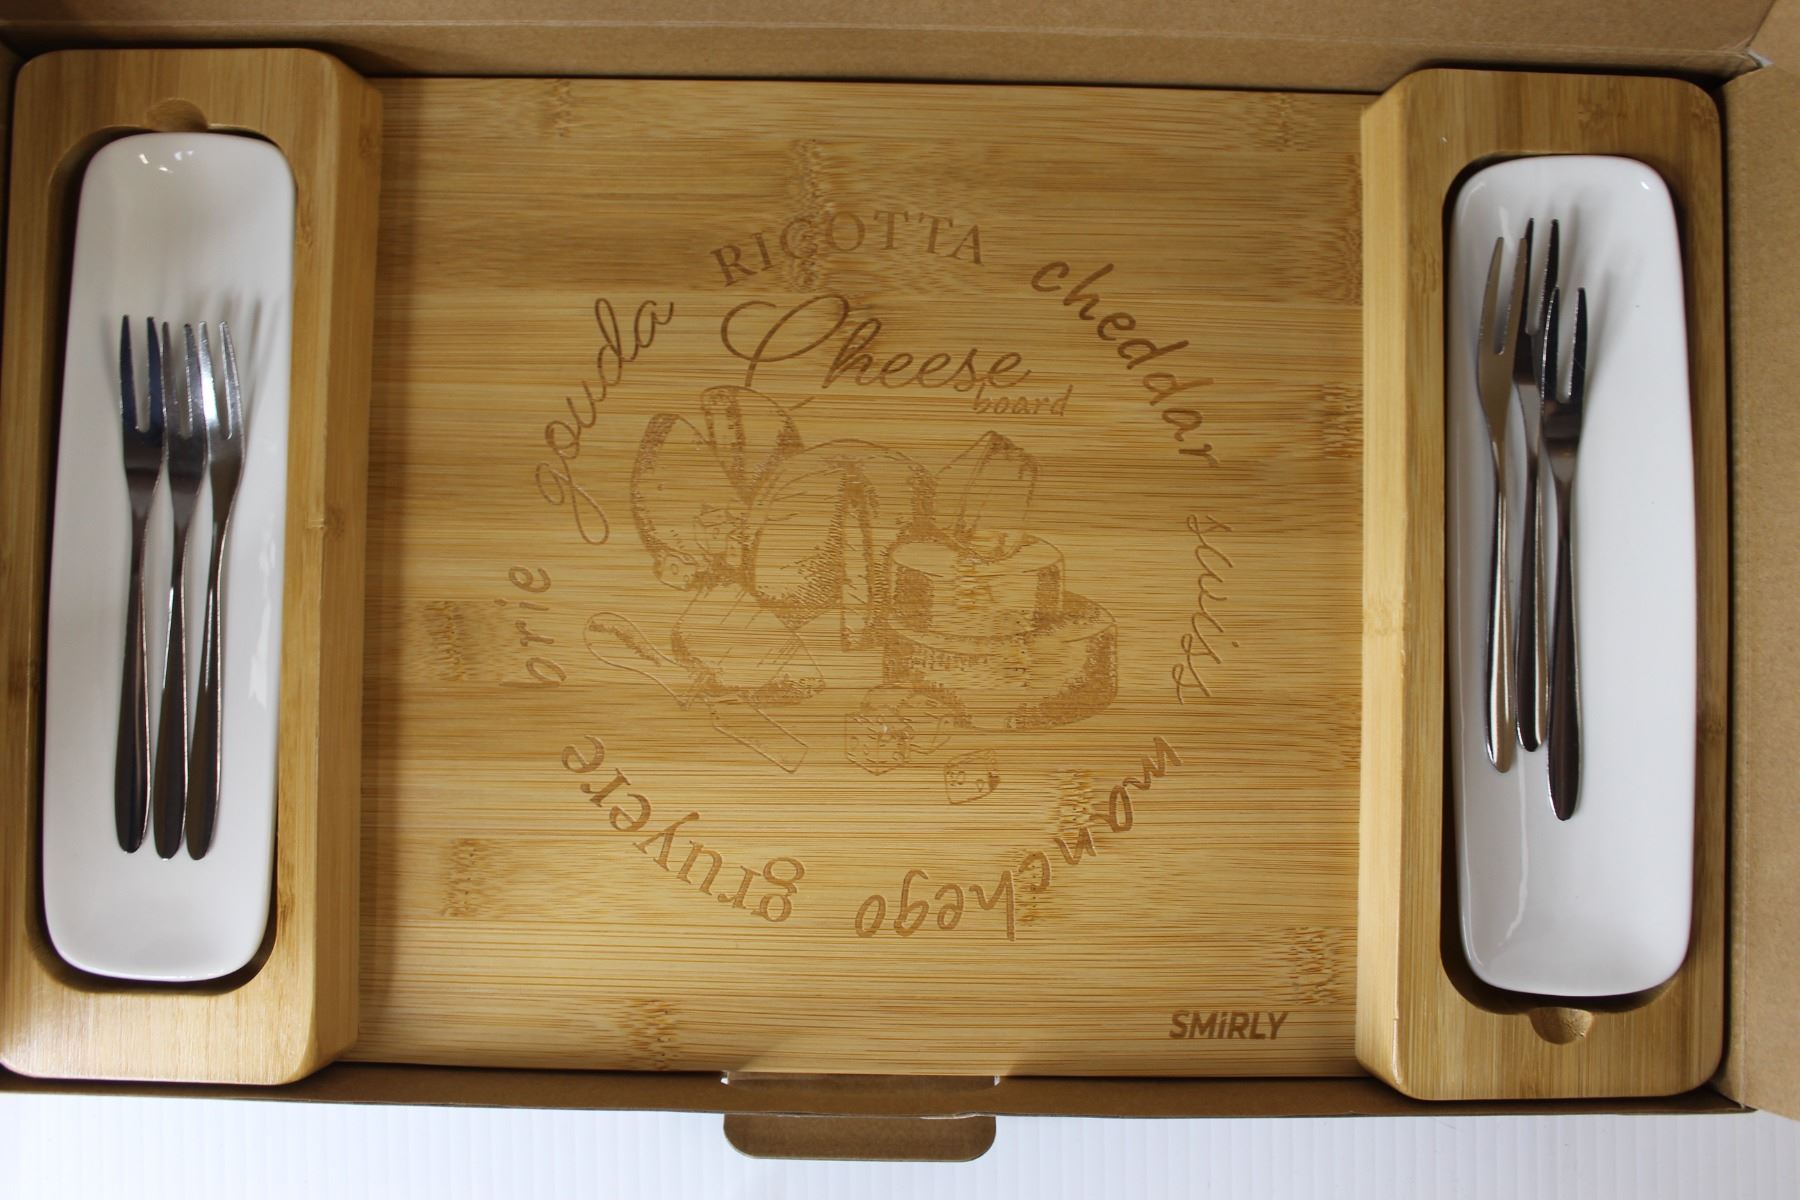 RICOTTA
cheddar
swiss
manchego
gruyere
brie
gouda
Cheese
board
SMiRLY